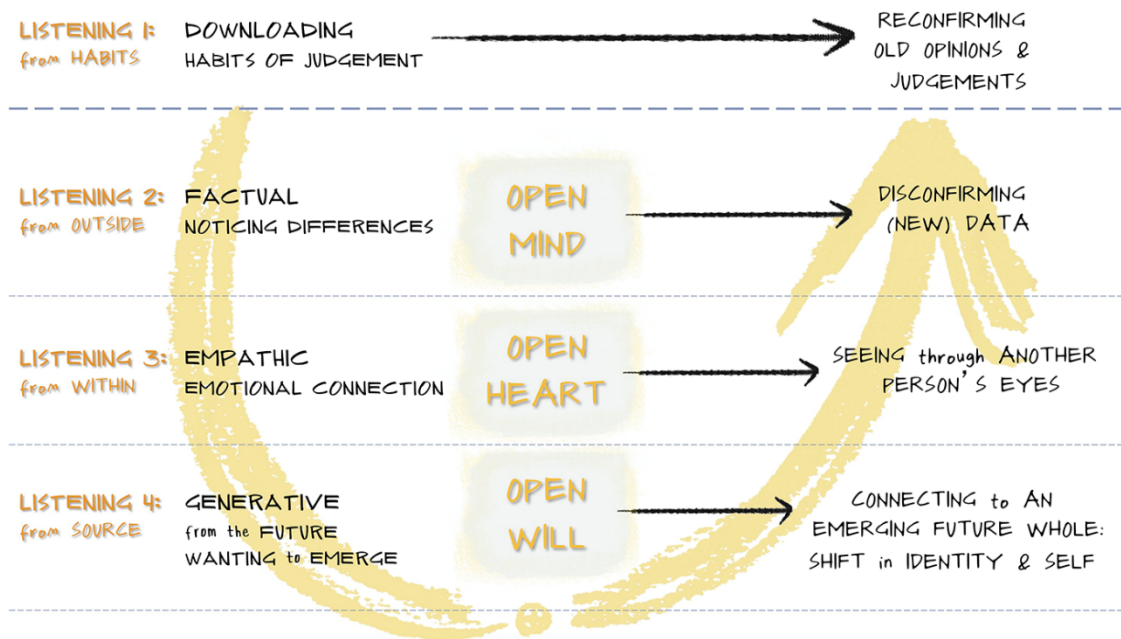 LISTENING 1:
from HABITS
DOWNLOADING
HABITS OF JUDGEMENT
RECONFIRMING
OLD OPINIONS &
JUDGEMENTS
LISTENING 2:
from OUTSIDE
FACTUAL
NOTICING DIFFERENCES
OPEN
MIND
DISCONFIRMING
(NEW) DATA
LISTENING 3:
from WITHIN
EMPATHIC
EMOTIONAL CONNECTION
OPEN
HEART
SEEING through ANOTHER
PERSON'S EYES
LISTENING 4:
from SOURCE
GENERATIVE
from the FUTURE
WANTING to EMERGE
OPEN
WILL
CONNECTING to AN
EMERGING FUTURE WHOLE:
SHIFT in IDENTITY & SELF